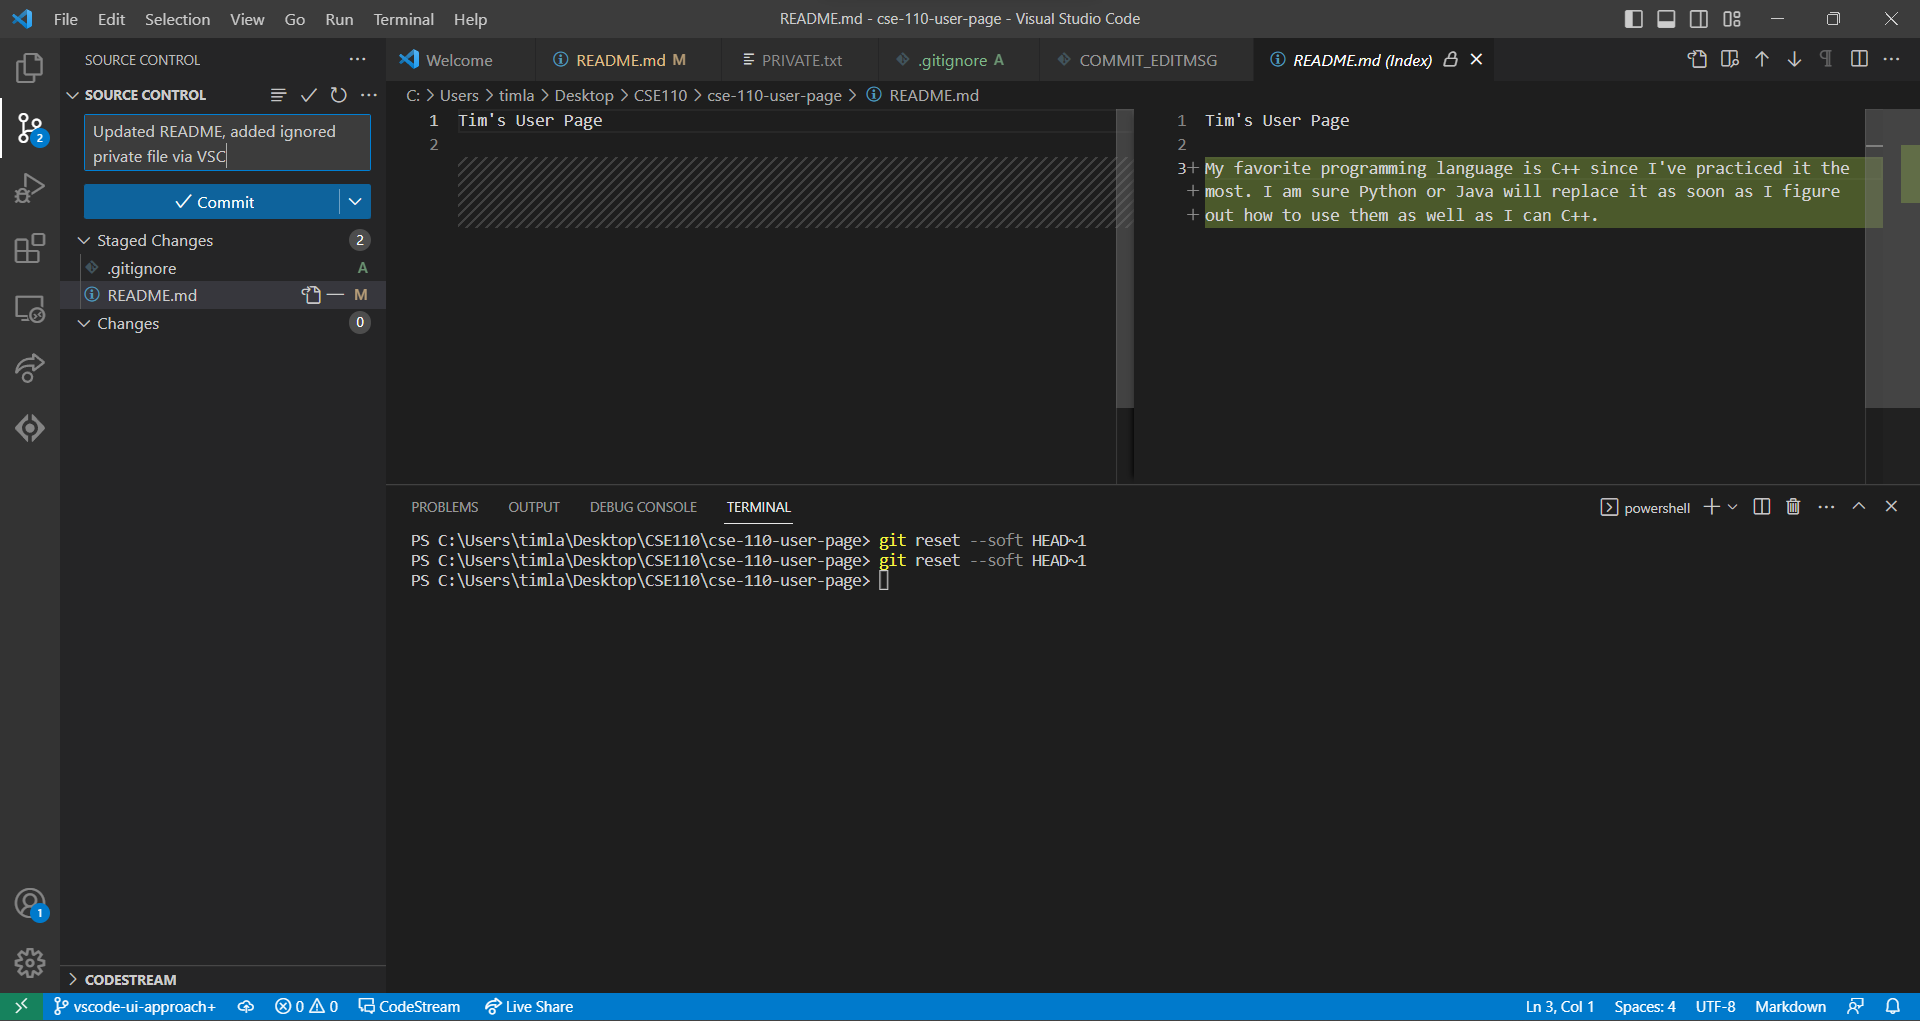 File Edit Selection View Go Run Terminal Help
README.md - cse-110-user-page - Visual Studio Code
SOURCE CONTROL
Welcome
README.md M
PRIVATE.txt
.gitignore A
COMMIT_EDITMSG
README.md (Index)
SOURCE CONTROL
C: > Users > timla > Desktop > CSE110 > cse-110-user-page > README.md
Updated README, added ignored
private file via VSC
Commit
Staged Changes 2
.gitignore A
README.md M
Changes 0
2
1 Tim's User Page
2
1 Tim's User Page
2
3+ My favorite programming language is C++ since I've practiced it the
+ most. I am sure Python or Java will replace it as soon as I figure
+ out how to use them as well as I can C++.
PROBLEMS OUTPUT DEBUG CONSOLE TERMINAL
powershell
PS C:\Users\timla\Desktop\CSE110\cse-110-user-page> git reset --soft HEAD~1
PS C:\Users\timla\Desktop\CSE110\cse-110-user-page> git reset --soft HEAD~1
PS C:\Users\timla\Desktop\CSE110\cse-110-user-page>
1
CODESTREAM
vscode-ui-approach+ 0 0 CodeStream Live Share
Ln 3, Col 1 Spaces: 4 UTF-8 Markdown